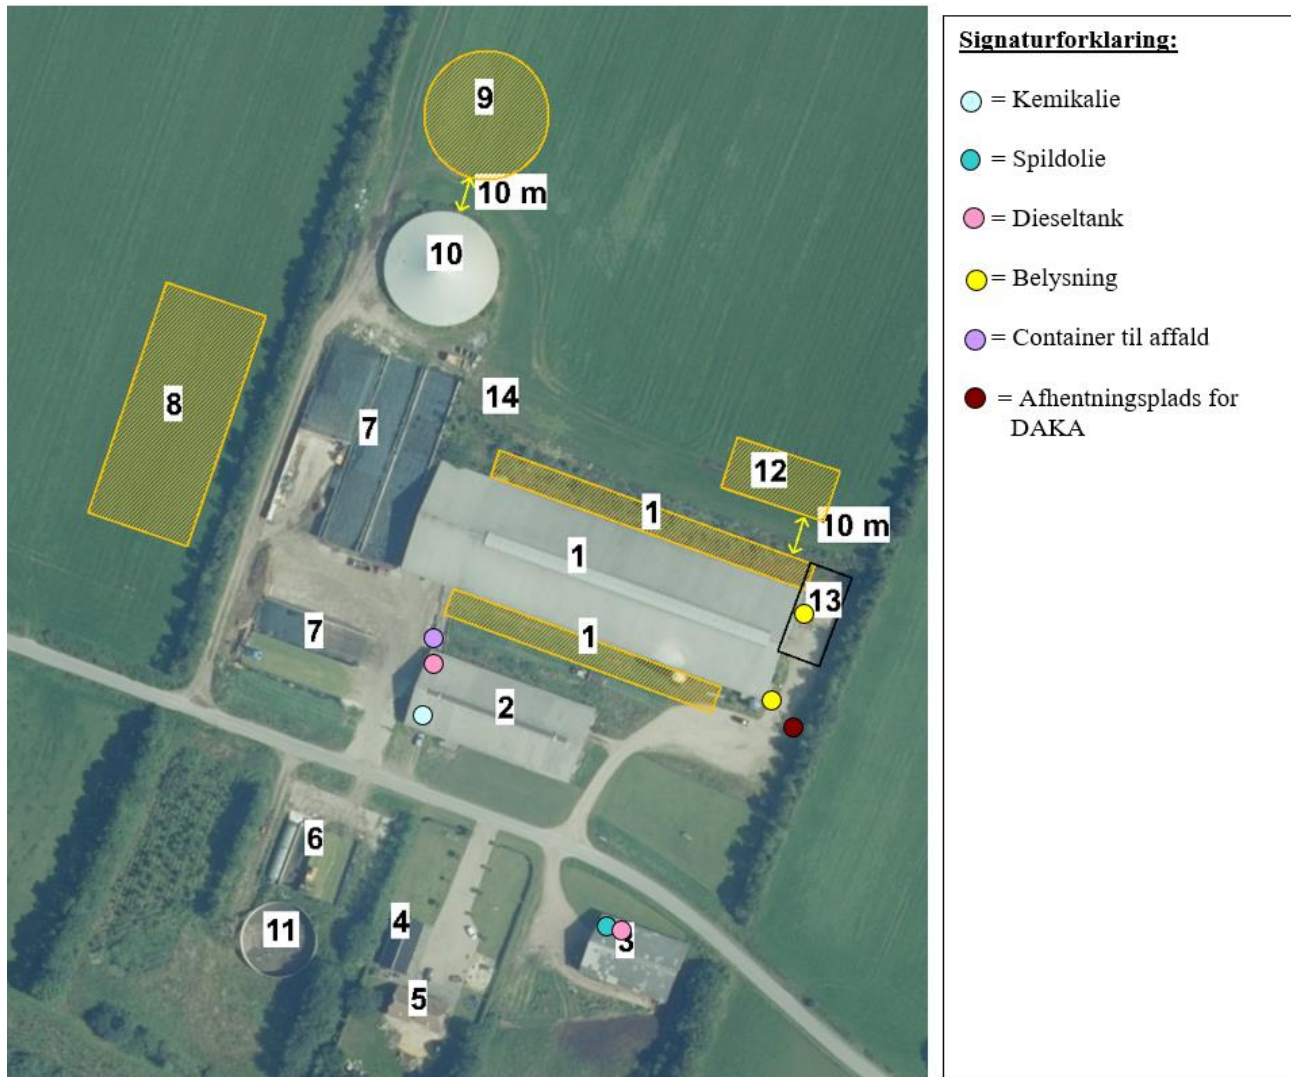 9
10 m
10
8
14
7
12
1
10 m
1
13
7
1
2
6
4
11
3
5
Signaturforklaring:
= Kemikalie
= Spildolie
= Dieseltank
= Belysning
= Container til affald
= Afhentningsplads for
DAKA